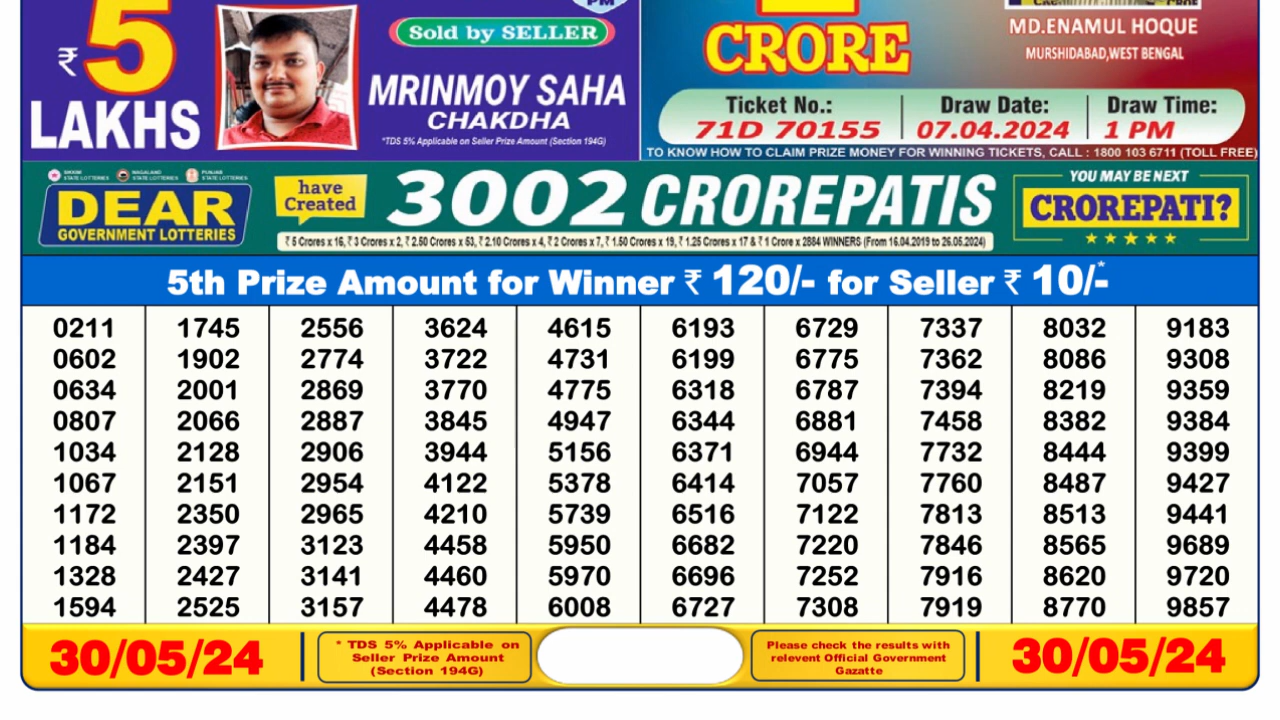 PM
₹ 5
LAKHS
Sold by SELLER
MRINMOY SAHA
CHAKDHA
*TDS 5% Applicable on Seller Prize Amount (Section 194G)
CRORE
MD.ENAMUL HOQUE
MURSHIDABAD,WEST BENGAL
Ticket No.: Draw Date: Draw Time:
71D 70155 07.04.2024 1 PM
TO KNOW HOW TO CLAIM PRIZE MONEY FOR WINNING TICKETS, CALL : 1800 103 6711 (TOLL FREE)
SIKKIM STATE LOTTERIES NAGALAND STATE LOTTERIES PUNJAB STATE LOTTERIES
DEAR
GOVERNMENT LOTTERIES
have
Created
3002 CROREPATIS
₹ 5 Crores x 16, ₹ 3 Crores x 2, ₹ 2.50 Crores x 53, ₹ 2.10 Crores x 4, ₹ 2 Crores x 7, ₹ 1.50 Crores x 19, ₹ 1.25 Crores x 17 & ₹ 1 Crore x 2884 WINNERS (From 16.04.2019 to 26.05.2024)
YOU MAY BE NEXT
CROREPATI?
5th Prize Amount for Winner ₹ 120/- for Seller ₹ 10/-*
0211 1745 2556 3624 4615 6193 6729 7337 8032 9183
0602 1902 2774 3722 4731 6199 6775 7362 8086 9308
0634 2001 2869 3770 4775 6318 6787 7394 8219 9359
0807 2066 2887 3845 4947 6344 6881 7458 8382 9384
1034 2128 2906 3944 5156 6371 6944 7732 8444 9399
1067 2151 2954 4122 5378 6414 7057 7760 8487 9427
1172 2350 2965 4210 5739 6516 7122 7813 8513 9441
1184 2397 3123 4458 5950 6682 7220 7846 8565 9689
1328 2427 3141 4460 5970 6696 7252 7916 8620 9720
1594 2525 3157 4478 6008 6727 7308 7919 8770 9857
30/05/24
* TDS 5% Applicable on
Seller Prize Amount
(Section 194G)
Please check the results with
relevent Official Government
Gazatte
30/05/24